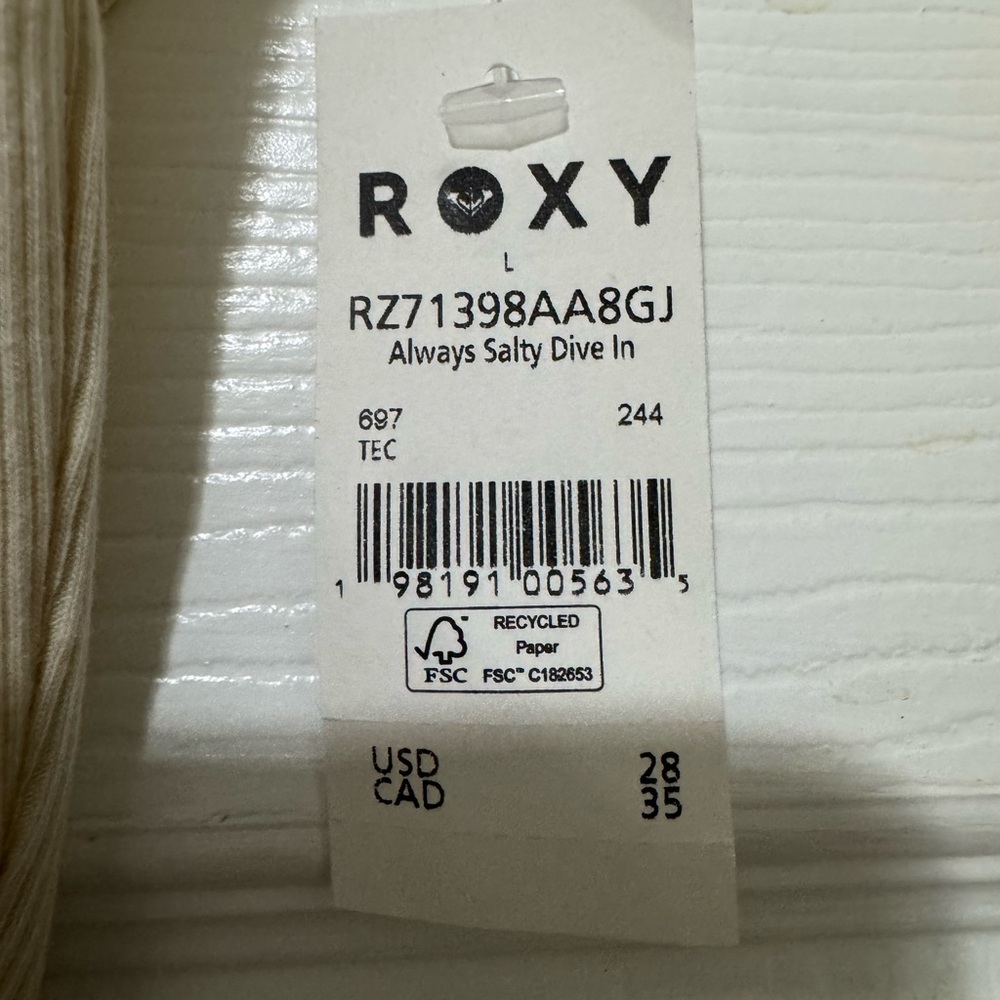 ROXY
L
RZ71398AA8GJ
Always Salty Dive In
697 244
TEC
1 98191 00563 5
RECYCLED
Paper
FSC FSC™ C182653
USD 28
CAD 35